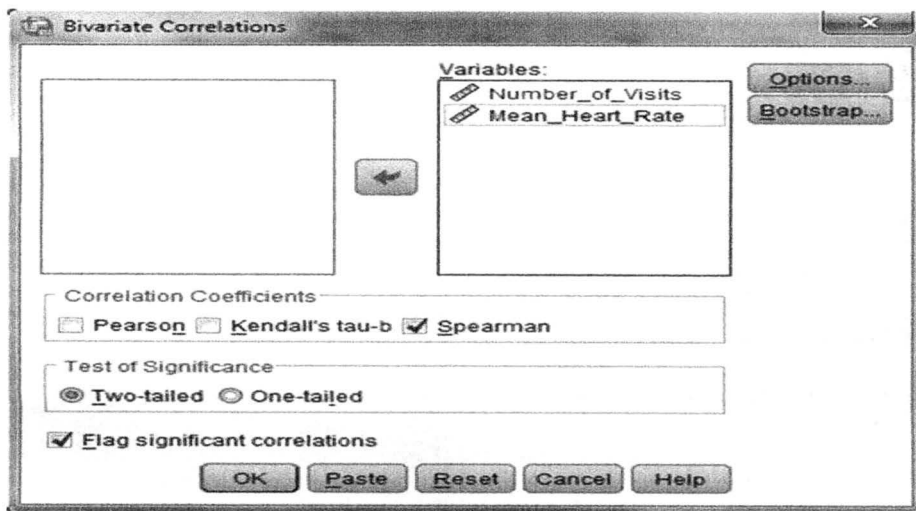 Bivariate Correlations
Variables:
Number_of_Visits
Mean_Heart_Rate
Options...
Bootstrap...
Correlation Coefficients
Pearson Kendall's tau-b Spearman
Test of Significance
Two-tailed One-tailed
Flag significant correlations
OK Paste Reset Cancel Help